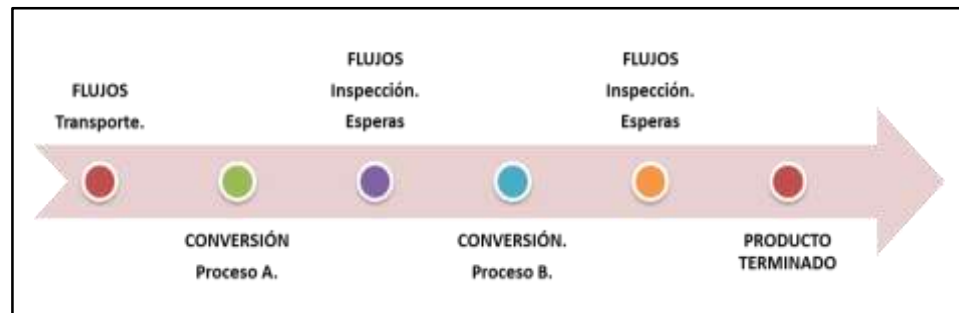 FLUJOS
Transporte.
CONVERSIÓN
Proceso A.
FLUJOS
Inspección.
Esperas
CONVERSIÓN.
Proceso B.
FLUJOS
Inspección.
Esperas
PRODUCTO
TERMINADO